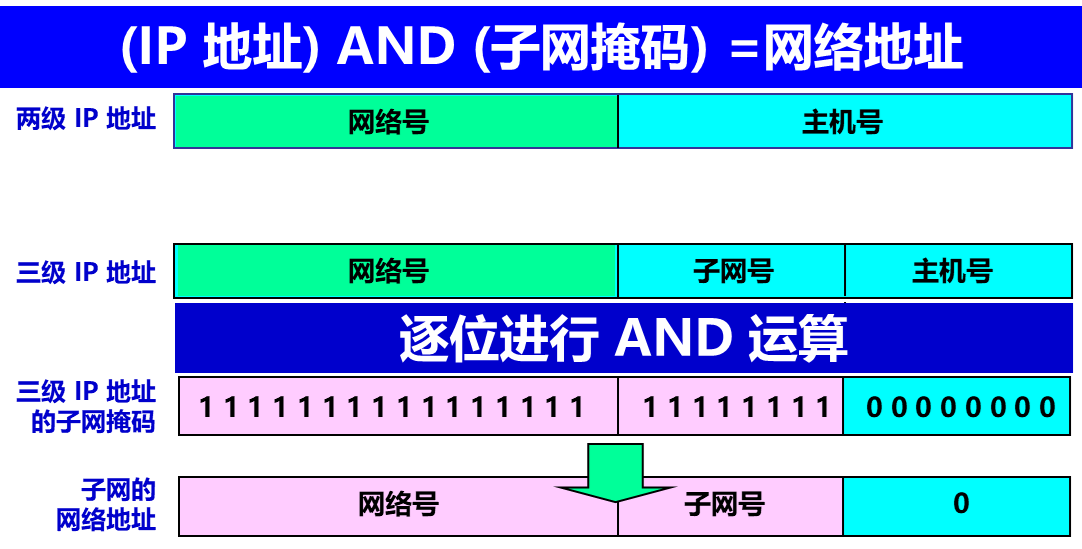 (IP 地址) AND (子网掩码) =网络地址
两级 IP 地址 网络号 主机号
三级 IP 地址 网络号 子网号 主机号
逐位进行 AND 运算
三级 IP 地址
的子网掩码
1 1 1 1 1 1 1 1 1 1 1 1 1 1 1 1 1 1 1 1 1 1 1 1 0 0 0 0 0 0 0 0
子网的
网络地址
网络号 子网号 0